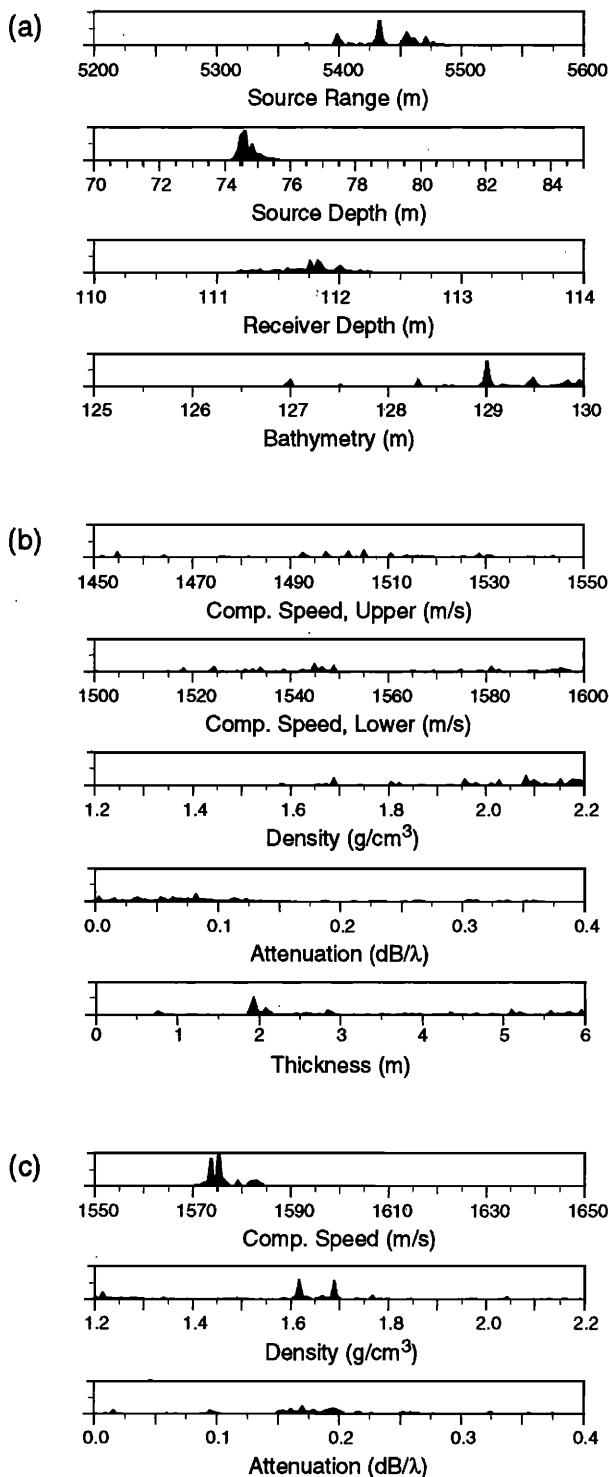 (a)
5200 5300 5400 5500 5600
Source Range (m)
70 72 74 76 78 80 82 84
Source Depth (m)
110 111 112 113 114
Receiver Depth (m)
125 126 127 128 129 130
Bathymetry (m)
(b)
1450 1470 1490 1510 1530 1550
Comp. Speed, Upper (m/s)
1500 1520 1540 1560 1580 1600
Comp. Speed, Lower (m/s)
1.2 1.4 1.6 1.8 2.0 2.2
Density (g/cm³)
0.0 0.1 0.2 0.3 0.4
Attenuation (dB/λ)
0 1 2 3 4 5 6
Thickness (m)
(c)
1550 1570 1590 1610 1630 1650
Comp. Speed (m/s)
1.2 1.4 1.6 1.8 2.0 2.2
Density (g/cm³)
0.0 0.1 0.2 0.3 0.4
Attenuation (dB/λ)